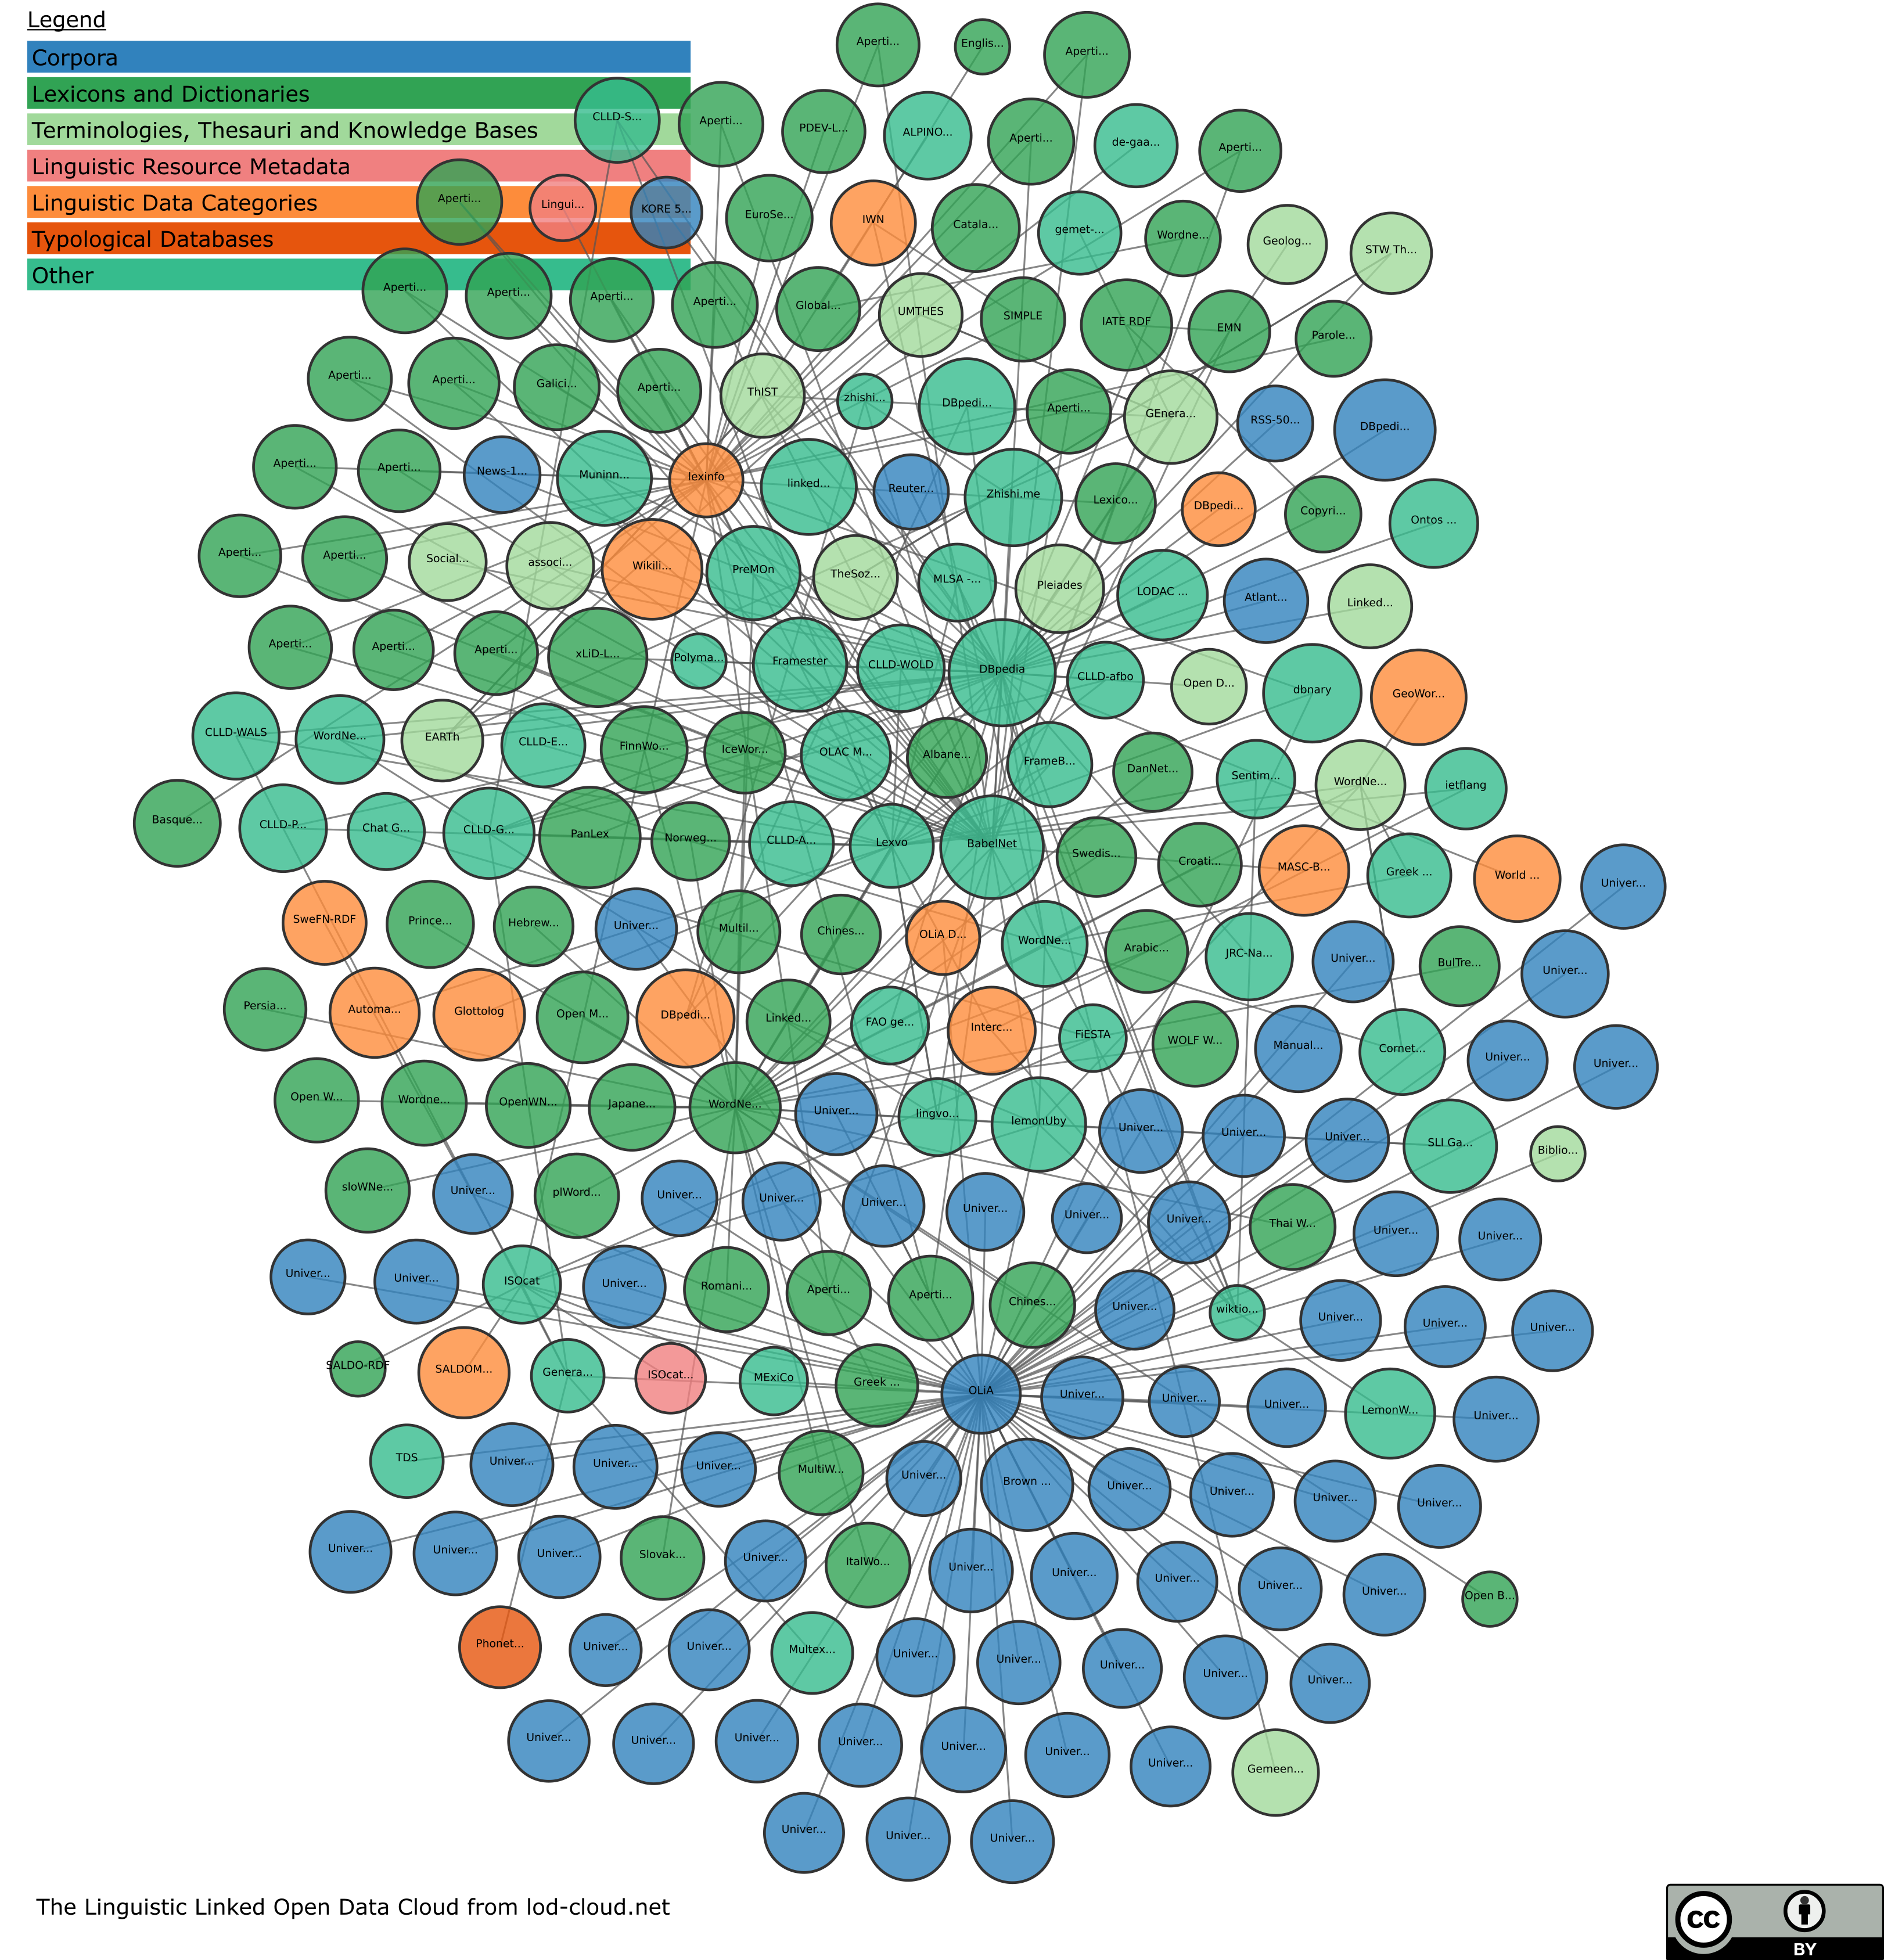 Legend
Corpora
Lexicons and Dictionaries
Terminologies, Thesauri and Knowledge Bases
Linguistic Resource Metadata
Linguistic Data Categories
Typological Databases
Other
Aperti...
Englis...
Aperti...
CLLD-S...
Aperti...
PDEV-L...
ALPINO...
Aperti...
de-gaa...
Aperti...
Aperti...
Lingui...
KORE 5...
EuroSe...
IWN
Catala...
gemet-...
Wordne...
Geolog...
STW Th...
Aperti...
Aperti...
Aperti...
Aperti...
Global...
UMTHES
SIMPLE
IATE RDF
EMN
Parole...
Aperti...
Aperti...
Galici...
Aperti...
ThIST
zhishi...
DBpedi...
Aperti...
GEnera...
RSS-50...
DBpedi...
Aperti...
Aperti...
News-1...
Muninn...
lexinfo
linked...
Reuter...
Zhishi.me
Lexico...
DBpedi...
Copyri...
Ontos ...
Aperti...
Aperti...
Social...
associ...
Wikili...
PreMOn
TheSoz...
MLSA -...
Pleiades
LODAC ...
Atlant...
Linked...
Aperti...
Aperti...
Aperti...
xLiD-L...
Polyma...
Framester
CLLD-WOLD
DBpedia
CLLD-afbo
Open D...
dbnary
GeoWor...
CLLD-WALS
WordNe...
EARTh
CLLD-E...
FinnWo...
IceWor...
OLAC M...
Albane...
FrameB...
DanNet...
Sentim...
WordNe...
ietflang
Basque...
CLLD-P...
Chat G...
CLLD-G...
PanLex
Norweg...
CLLD-A...
Lexvo
BabelNet
Swedis...
Croati...
MASC-B...
Greek ...
World ...
Univer...
SweFN-RDF
Prince...
Hebrew...
Univer...
Multil...
Chines...
OLiA D...
WordNe...
Arabic...
JRC-Na...
Univer...
BulTre...
Univer...
Persia...
Automa...
Glottolog
Open M...
DBpedi...
Linked...
FAO ge...
Interc...
FiESTA
WOLF W...
Manual...
Cornet...
Univer...
Univer...
Open W...
Wordne...
OpenWN...
Japane...
WordNe...
Univer...
lingvo...
lemonUby
Univer...
Univer...
Univer...
SLI Ga...
Biblio...
sloWNe...
Univer...
plWord...
Univer...
Univer...
Univer...
Univer...
Univer...
Univer...
Thai W...
Univer...
Univer...
Univer...
Univer...
ISOcat
Univer...
Romani...
Aperti...
Aperti...
Chines...
Univer...
wiktio...
Univer...
Univer...
Univer...
SALDO-RDF
SALDOM...
Genera...
ISOcat...
MExiCo
Greek ...
OLiA
Univer...
Univer...
Univer...
LemonW...
Univer...
TDS
Univer...
Univer...
Univer...
MultiW...
Univer...
Brown ...
Univer...
Univer...
Univer...
Univer...
Univer...
Univer...
Univer...
Slovak...
Univer...
ItalWo...
Univer...
Univer...
Univer...
Univer...
Univer...
Open B...
Phonet...
Univer...
Univer...
Multex...
Univer...
Univer...
Univer...
Univer...
Univer...
Univer...
Univer...
Univer...
Univer...
Univer...
Univer...
Univer...
Gemeen...
Univer...
Univer...
Univer...
The Linguistic Linked Open Data Cloud from lod-cloud.net
cc
BY